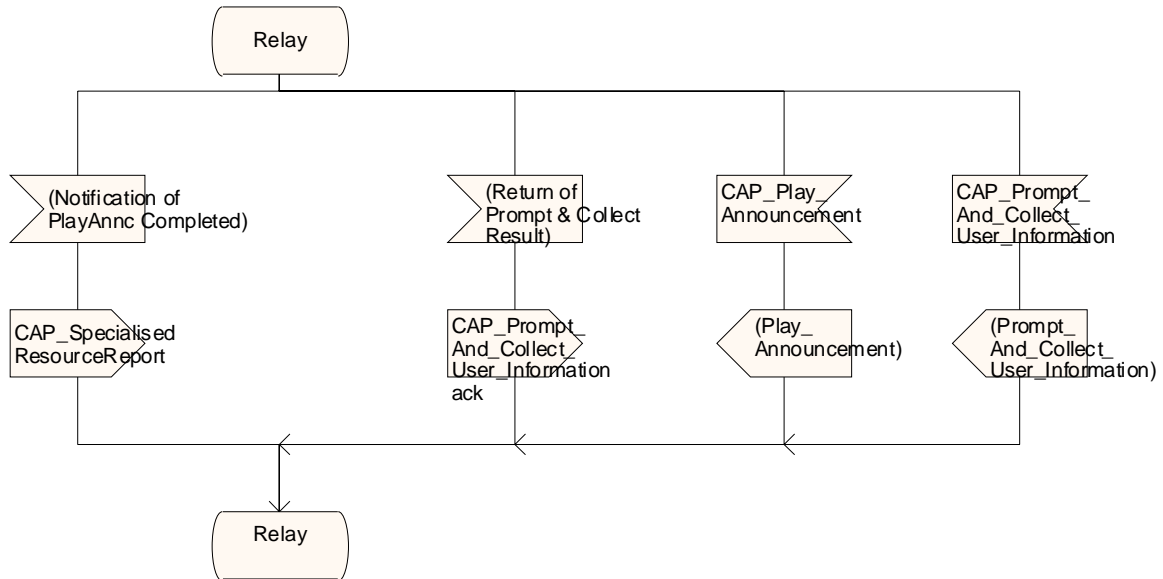 Relay
(Notification of
PlayAnnc Completed)
(Return of
Prompt & Collect
Result)
CAP_Play_
Announcement
CAP_Prompt_
And_Collect_
User_Information
CAP_Specialised
ResourceReport
CAP_Prompt_
And_Collect_
User_Information
ack
(Play_
Announcement)
(Prompt_
And_Collect_
User_Information)
Relay